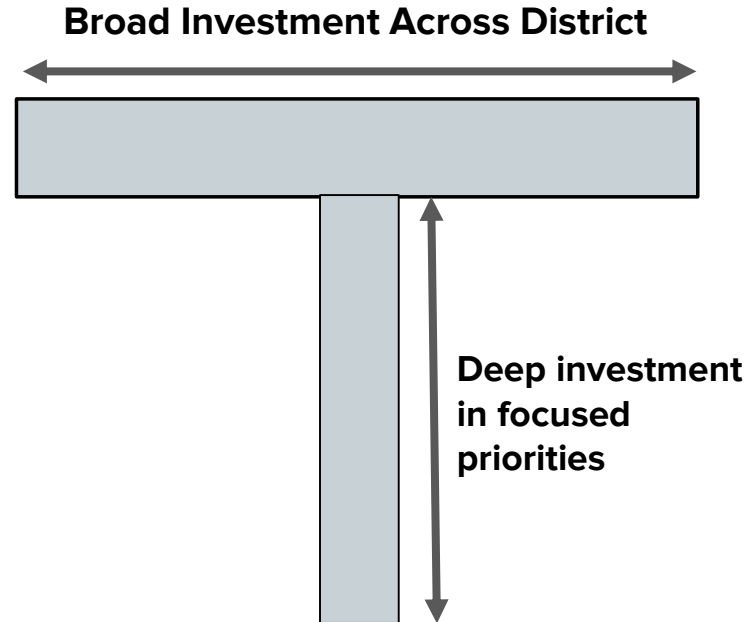 Broad Investment Across District
Deep investment
in focused
priorities